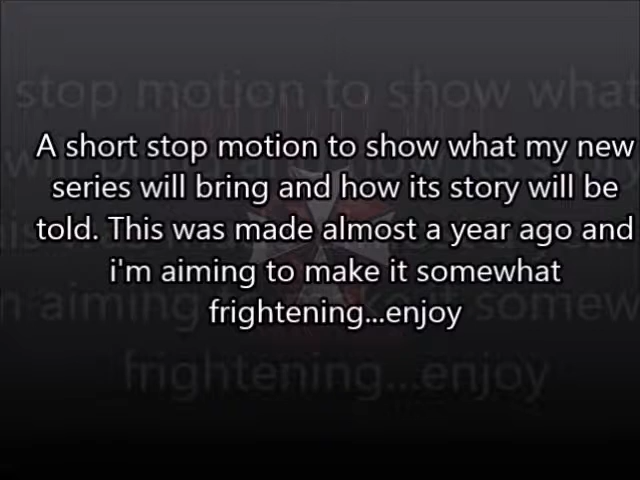 A short stop motion to show what my new
series will bring and how its story will be
told. This was made almost a year ago and
i'm aiming to make it somewhat
frightening...enjoy